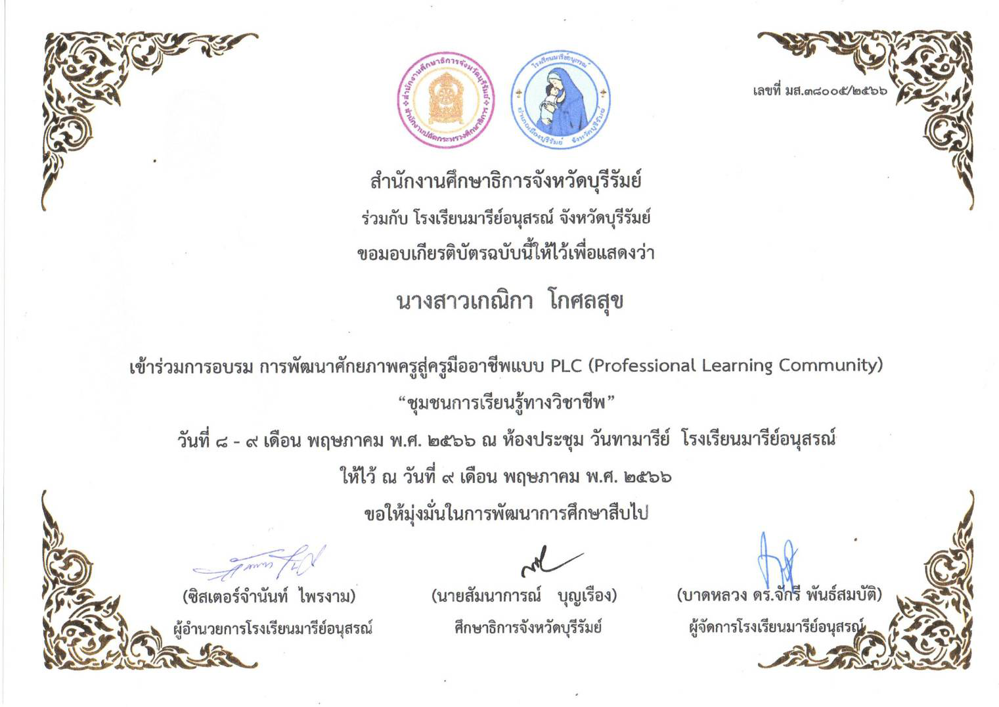 สำนักงานศึกษาธิการจังหวัดบุรีรัมย์
สำนักงานปลัดกระทรวงศึกษาธิการ
โรงเรียนมารีย์อนุสรณ์
อำเภอเมืองบุรีรัมย์ จังหวัดบุรีรัมย์
เลขที่ มส.๓๘๐๐๕/๒๕๖๖
สำนักงานศึกษาธิการจังหวัดบุรีรัมย์
ร่วมกับ โรงเรียนมารีย์อนุสรณ์ จังหวัดบุรีรัมย์
ขอมอบเกียรติบัตรฉบับนี้ให้ไว้เพื่อแสดงว่า
นางสาวเกณิกา โกศลสุข
เข้าร่วมการอบรม การพัฒนาศักยภาพครูสู่ครูมืออาชีพแบบ PLC (Professional Learning Community)
“ชุมชนการเรียนรู้ทางวิชาชีพ”
วันที่ ๘ - ๙ เดือน พฤษภาคม พ.ศ. ๒๕๖๖ ณ ห้องประชุม วันทามารีย์ โรงเรียนมารีย์อนุสรณ์
ให้ไว้ ณ วันที่ ๙ เดือน พฤษภาคม พ.ศ. ๒๕๖๖
ขอให้มุ่งมั่นในการพัฒนาการศึกษาสืบไป
(ซิสเตอร์จำนันท์ ไพรงาม) (นายสัมนาการณ์ บุญเรือง) (บาดหลวง ดร.จักรี พันธ์สมบัติ)
ผู้อำนวยการโรงเรียนมารีย์อนุสรณ์ ศึกษาธิการจังหวัดบุรีรัมย์ ผู้จัดการโรงเรียนมารีย์อนุสรณ์